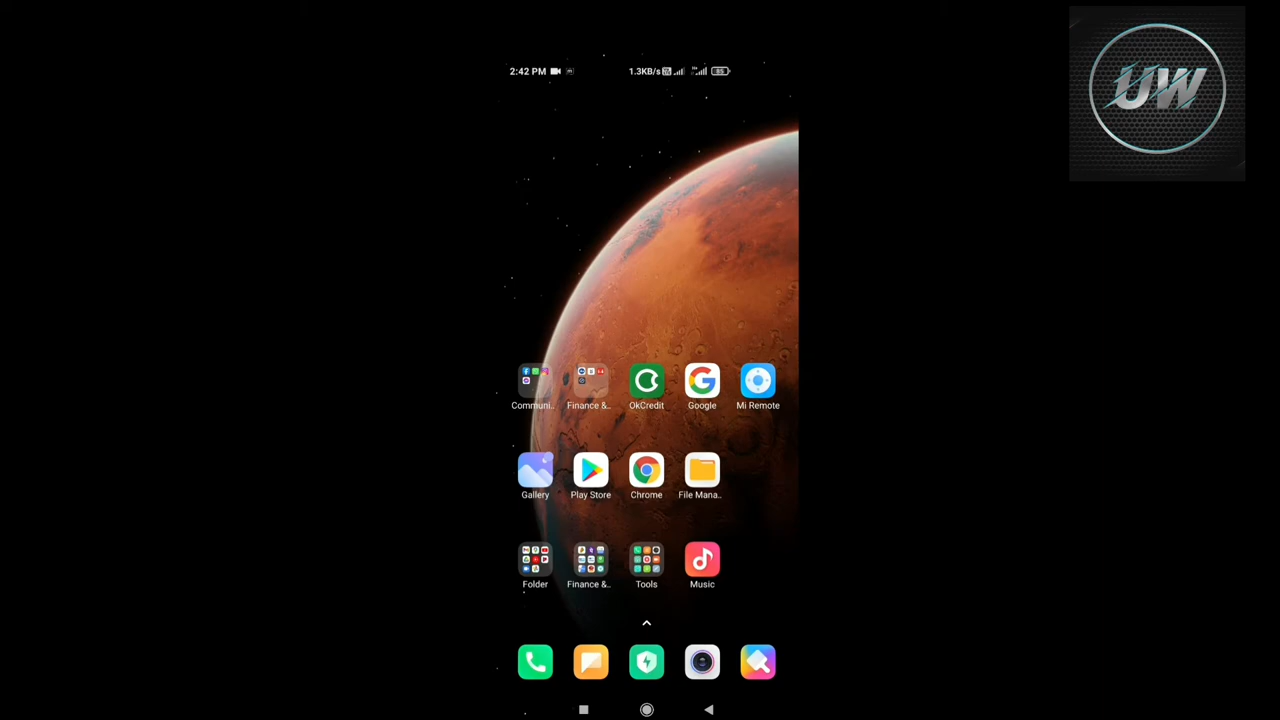 UW
2:42 PM 1.3KB/s 85
Communi.. Finance &.. OkCredit Google Mi Remote
Gallery Play Store Chrome File Mana..
Folder Finance &.. Tools Music